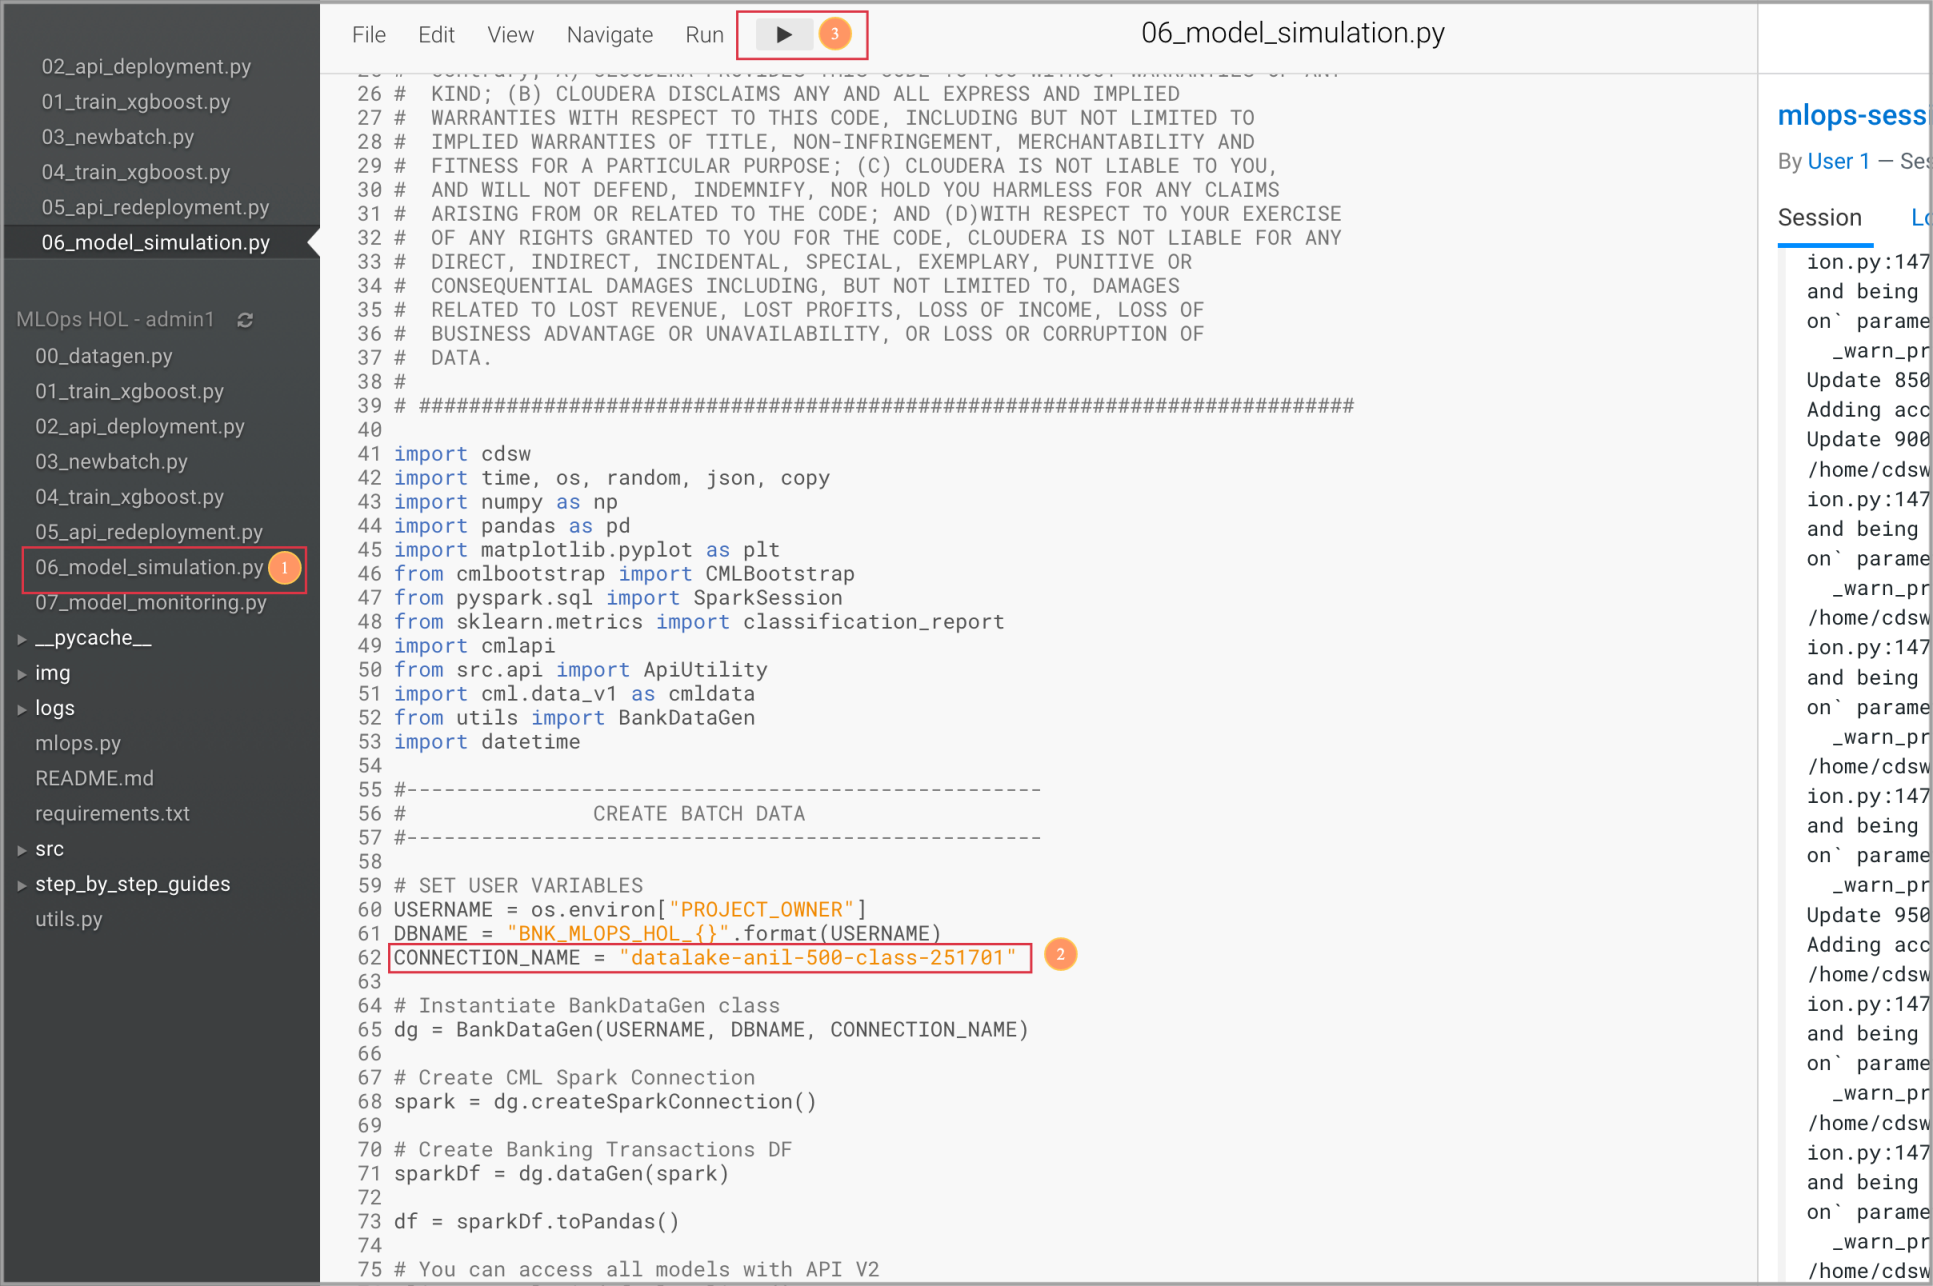 File Edit View Navigate Run ▶ 3 06_model_simulation.py
02_api_deployment.py
01_train_xgboost.py
03_newbatch.py
04_train_xgboost.py
05_api_redeployment.py
06_model_simulation.py
MLOps HOL - admin1
00_datagen.py
01_train_xgboost.py
02_api_deployment.py
03_newbatch.py
04_train_xgboost.py
05_api_redeployment.py
06_model_simulation.py 1
07_model_monitoring.py
__pycache__
img
logs
mlops.py
README.md
requirements.txt
src
step_by_step_guides
utils.py
26 #  KIND; (B) CLOUDERA DISCLAIMS ANY AND ALL EXPRESS AND IMPLIED
27 #  WARRANTIES WITH RESPECT TO THIS CODE, INCLUDING BUT NOT LIMITED TO
28 #  IMPLIED WARRANTIES OF TITLE, NON-INFRINGEMENT, MERCHANTABILITY AND
29 #  FITNESS FOR A PARTICULAR PURPOSE; (C) CLOUDERA IS NOT LIABLE TO YOU,
30 #  AND WILL NOT DEFEND, INDEMNIFY, NOR HOLD YOU HARMLESS FOR ANY CLAIMS
31 #  ARISING FROM OR RELATED TO THE CODE; AND (D)WITH RESPECT TO YOUR EXERCISE
32 #  OF ANY RIGHTS GRANTED TO YOU FOR THE CODE, CLOUDERA IS NOT LIABLE FOR ANY
33 #  DIRECT, INDIRECT, INCIDENTAL, SPECIAL, EXEMPLARY, PUNITIVE OR
34 #  CONSEQUENTIAL DAMAGES INCLUDING, BUT NOT LIMITED TO, DAMAGES
35 #  RELATED TO LOST REVENUE, LOST PROFITS, LOSS OF INCOME, LOSS OF
36 #  BUSINESS ADVANTAGE OR UNAVAILABILITY, OR LOSS OR CORRUPTION OF
37 #  DATA.
38 #
39 # ###########################################################################
40
41 import cdsw
42 import time, os, random, json, copy
43 import numpy as np
44 import pandas as pd
45 import matplotlib.pyplot as plt
46 from cmlbootstrap import CMLBootstrap
47 from pyspark.sql import SparkSession
48 from sklearn.metrics import classification_report
49 import cmlapi
50 from src.api import ApiUtility
51 import cml.data_v1 as cmldata
52 from utils import BankDataGen
53 import datetime
54
55 #---------------------------------------------------
56 #               CREATE BATCH DATA
57 #---------------------------------------------------
58
59 # SET USER VARIABLES
60 USERNAME = os.environ["PROJECT_OWNER"]
61 DBNAME = "BNK_MLOPS_HOL_{}".format(USERNAME)
62 CONNECTION_NAME = "datalake-anil-500-class-251701" 2
63
64 # Instantiate BankDataGen class
65 dg = BankDataGen(USERNAME, DBNAME, CONNECTION_NAME)
66
67 # Create CML Spark Connection
68 spark = dg.createSparkConnection()
69
70 # Create Banking Transactions DF
71 sparkDf = dg.dataGen(spark)
72
73 df = sparkDf.toPandas()
74
75 # You can access all models with API V2
mlops-sess
By User 1 — Ses
Session Lo
ion.py:147
and being
on` parame
_warn_pr
Update 850
Adding acc
Update 900
/home/cdsw
ion.py:147
and being
on` parame
_warn_pr
/home/cdsw
ion.py:147
and being
on` parame
_warn_pr
/home/cdsw
ion.py:147
and being
on` parame
_warn_pr
Update 950
Adding acc
/home/cdsw
ion.py:147
and being
on` parame
_warn_pr
/home/cdsw
ion.py:147
and being
on` parame
_warn_pr
/home/cdsw